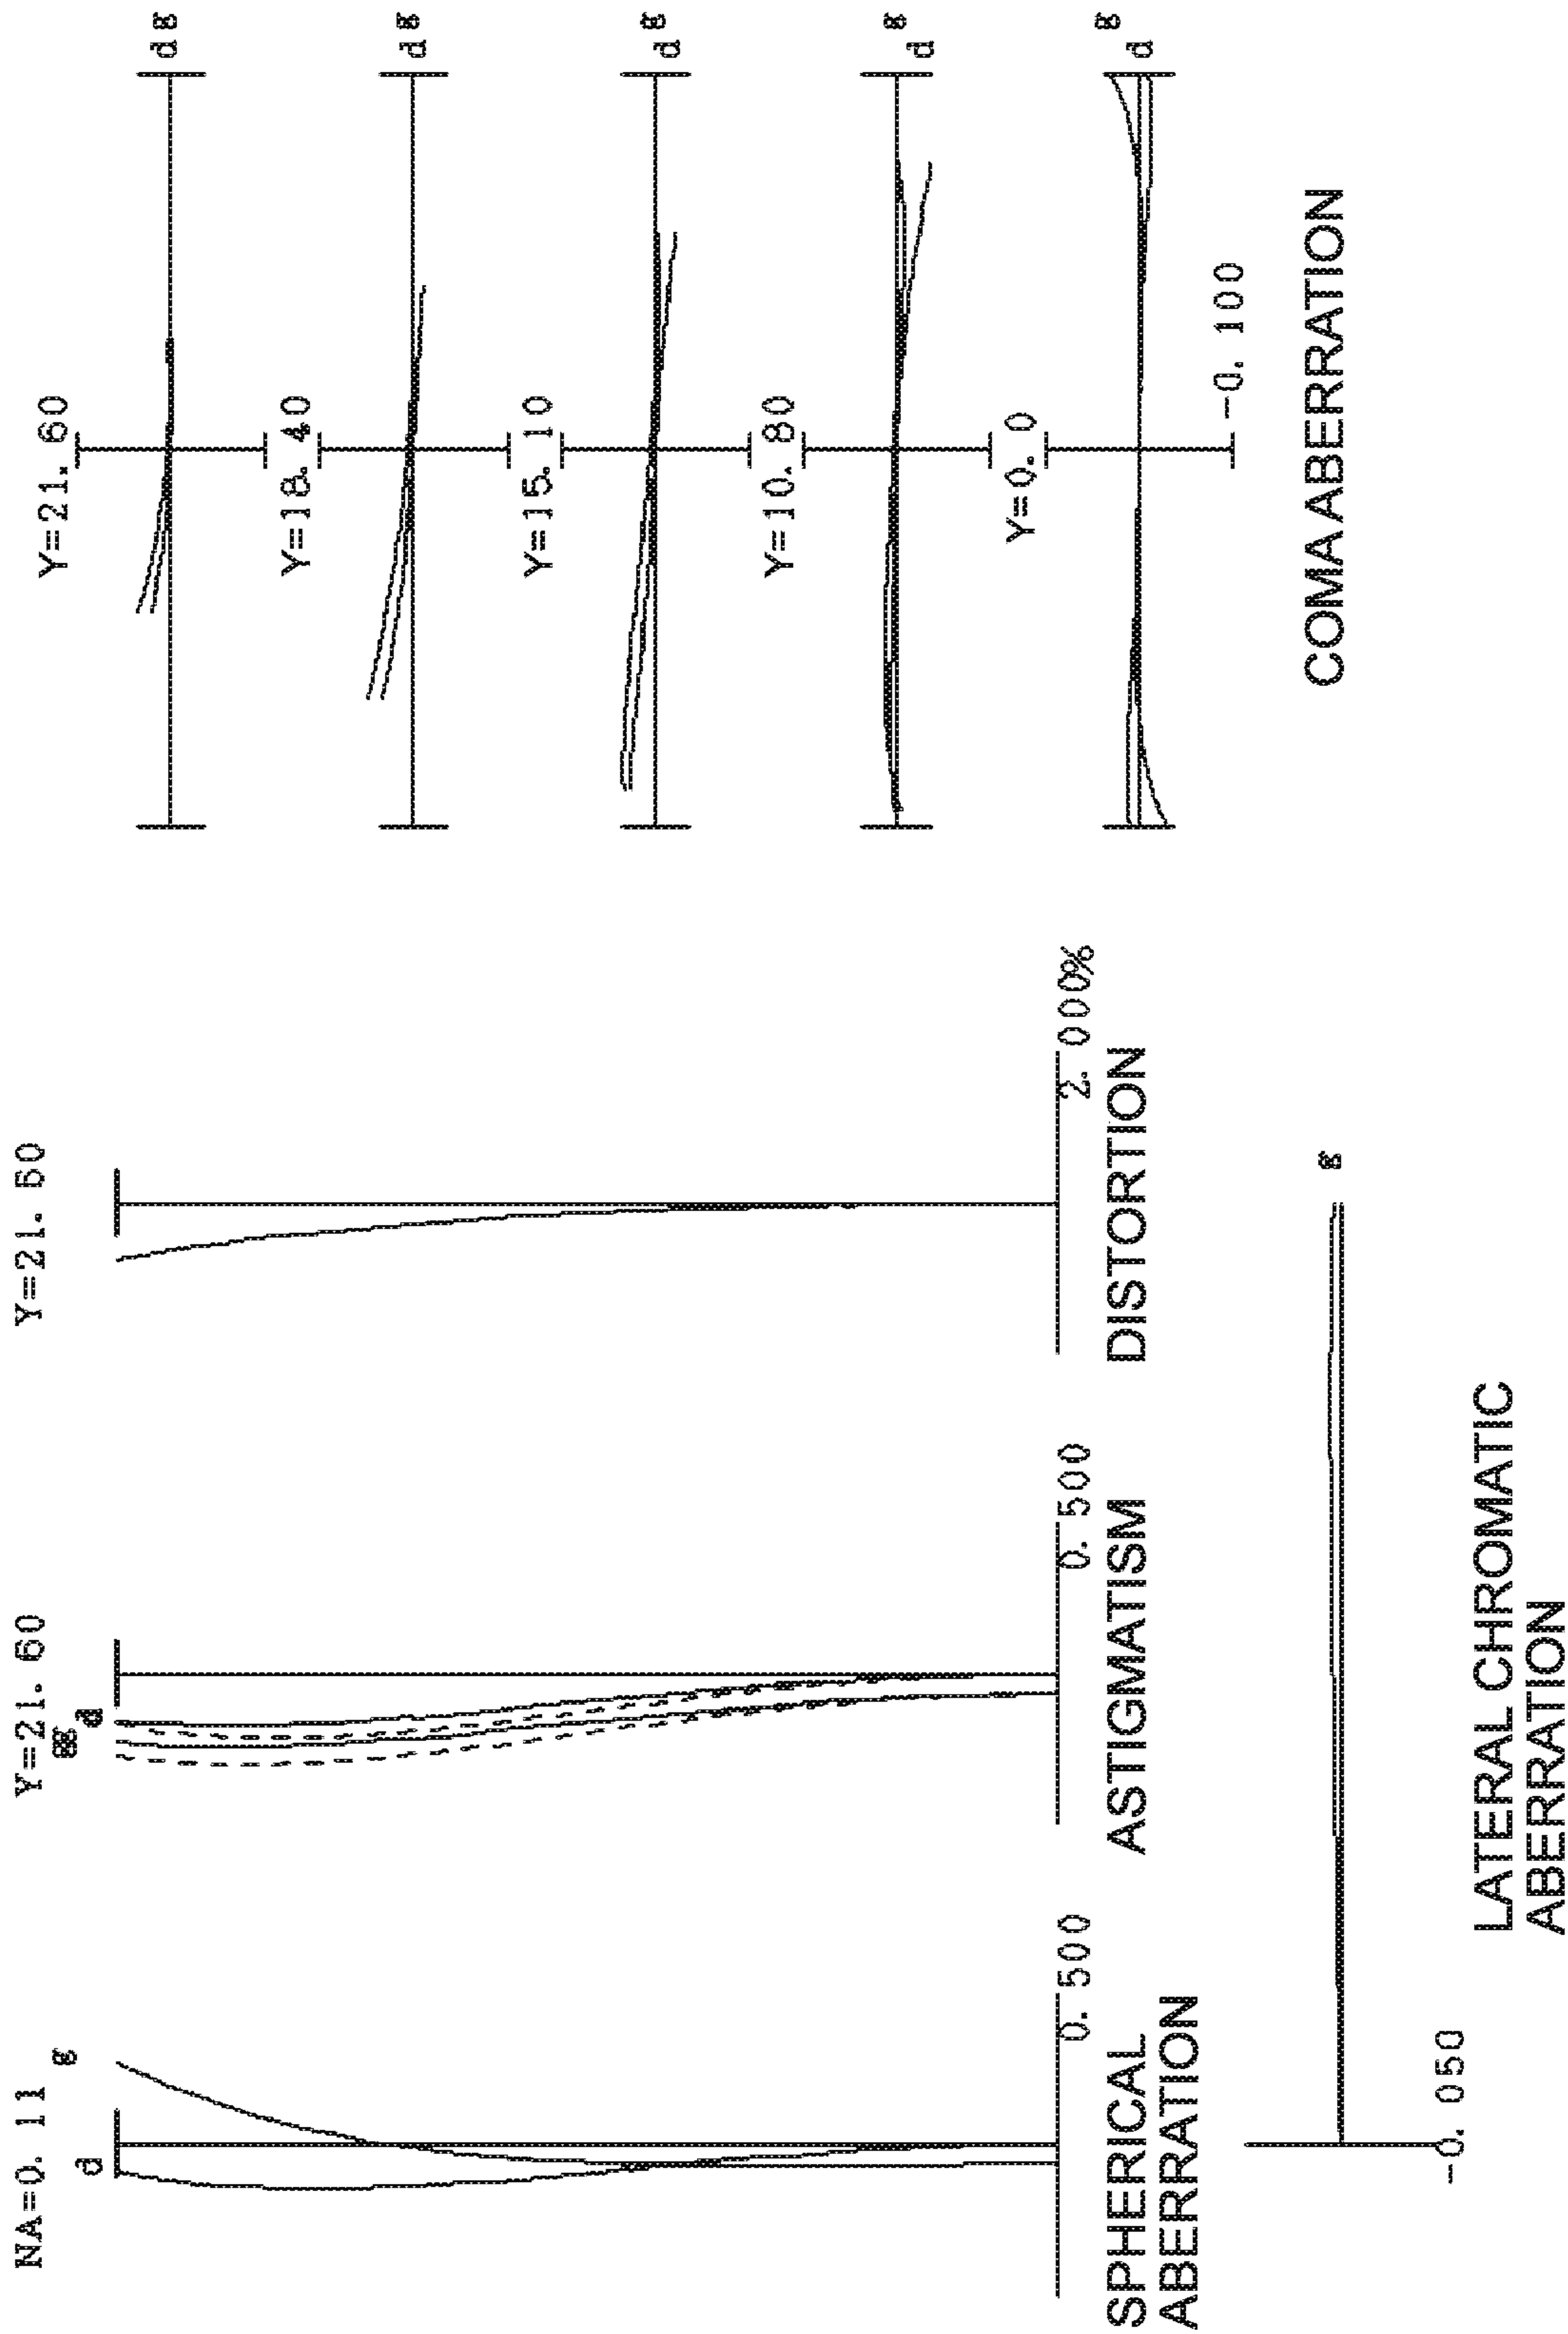 NA=0. 11
d
g
0. 500
SPHERICAL
ABERRATION
Y=21. 60
gg
d
0. 500
ASTIGMATISM
Y=21. 60
2. 000%
DISTORTION
g
-0. 050
LATERAL CHROMATIC
ABERRATION
Y=21. 60
d g
Y=18. 40
d g
Y=15. 10
d g
Y=10. 80
d g
Y=0. 0
d g
-0. 100
COMA ABERRATION